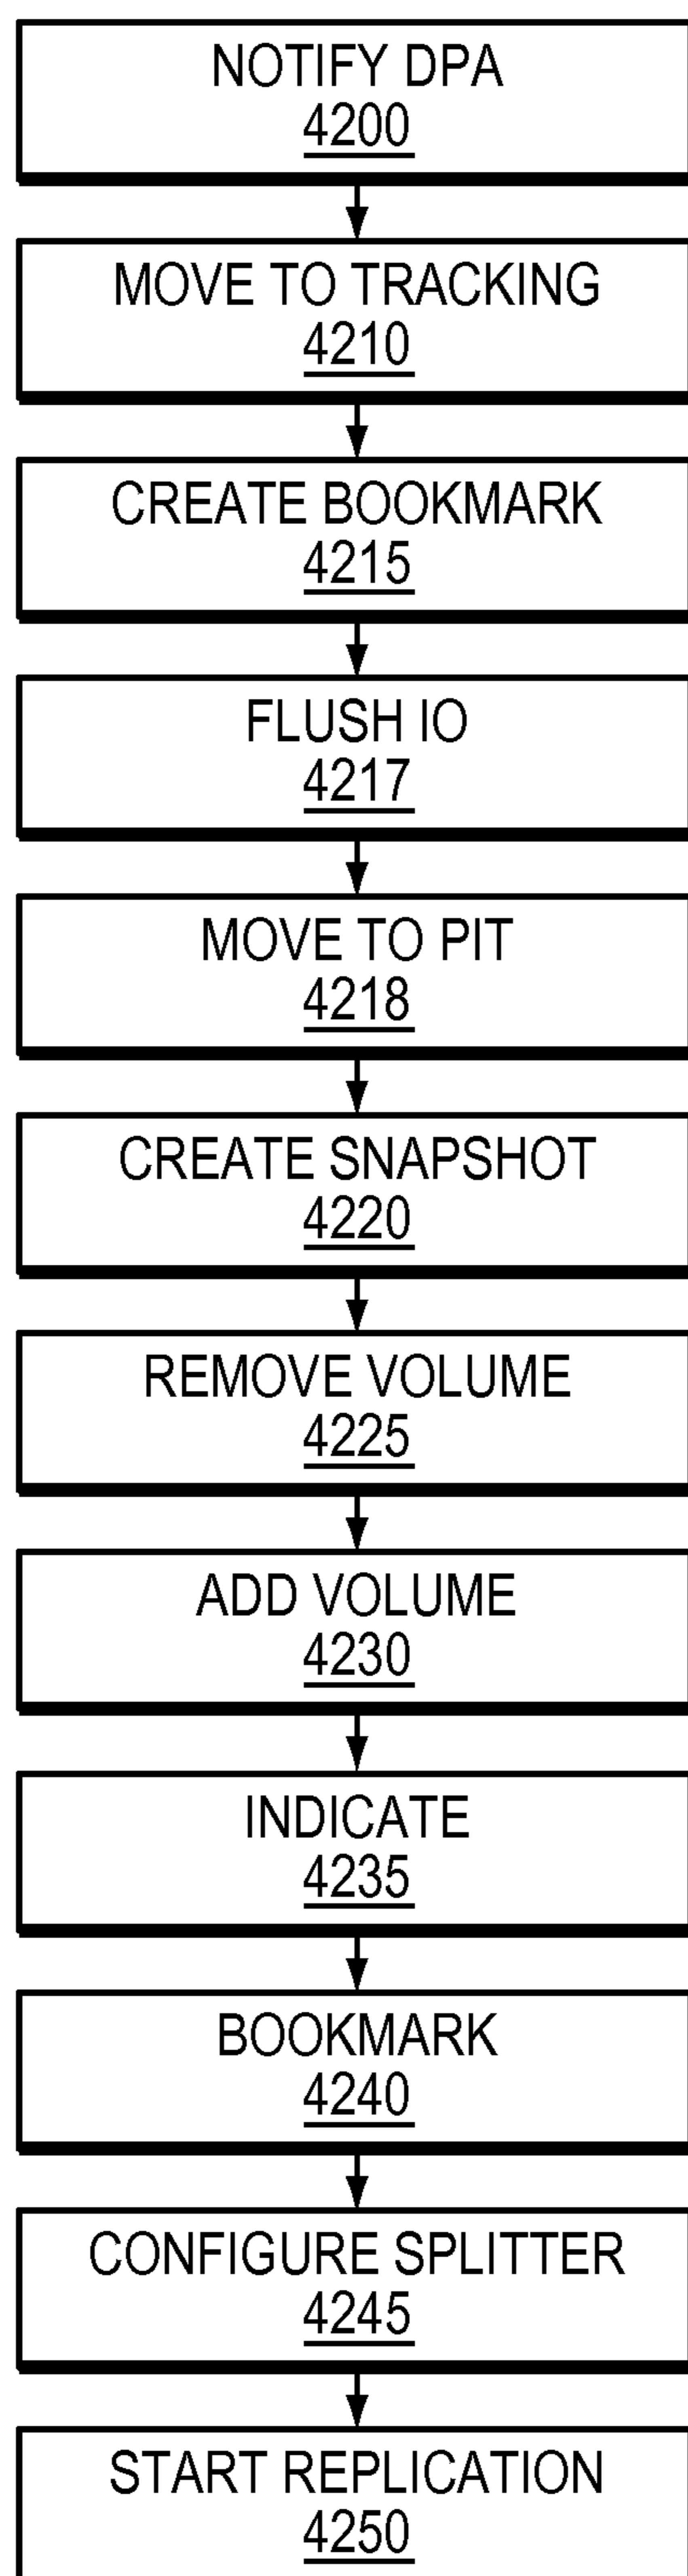 NOTIFY DPA
4200
MOVE TO TRACKING
4210
CREATE BOOKMARK
4215
FLUSH IO
4217
MOVE TO PIT
4218
CREATE SNAPSHOT
4220
REMOVE VOLUME
4225
ADD VOLUME
4230
INDICATE
4235
BOOKMARK
4240
CONFIGURE SPLITTER
4245
START REPLICATION
4250